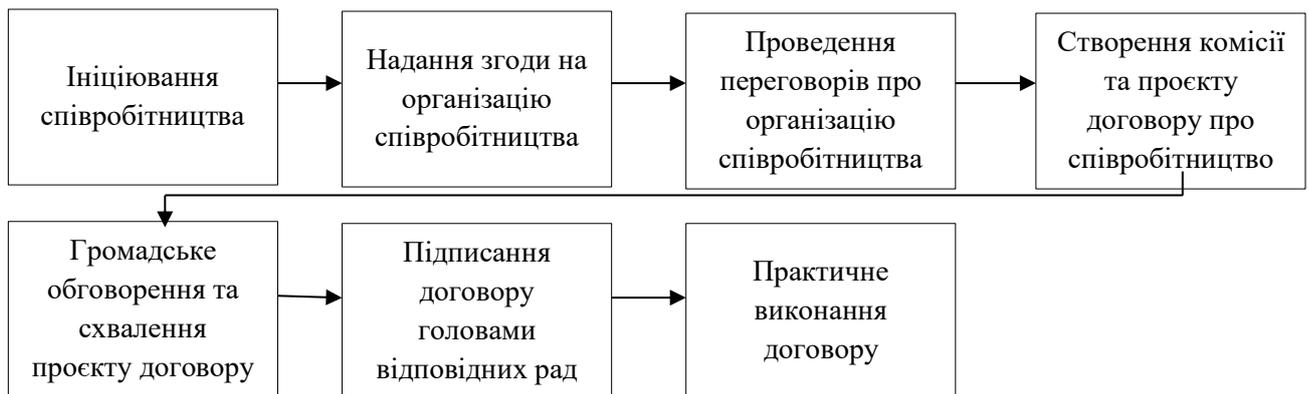 Ініціювання
співробітництва
Надання згоди на
організацію
співробітництва
Проведення
переговорів про
організацію
співробітництва
Створення комісії
та проєкту
договору про
співробітництво
Громадське
обговорення та
схвалення
проєкту договору
Підписання
договору
головами
відповідних рад
Практичне
виконання
договору